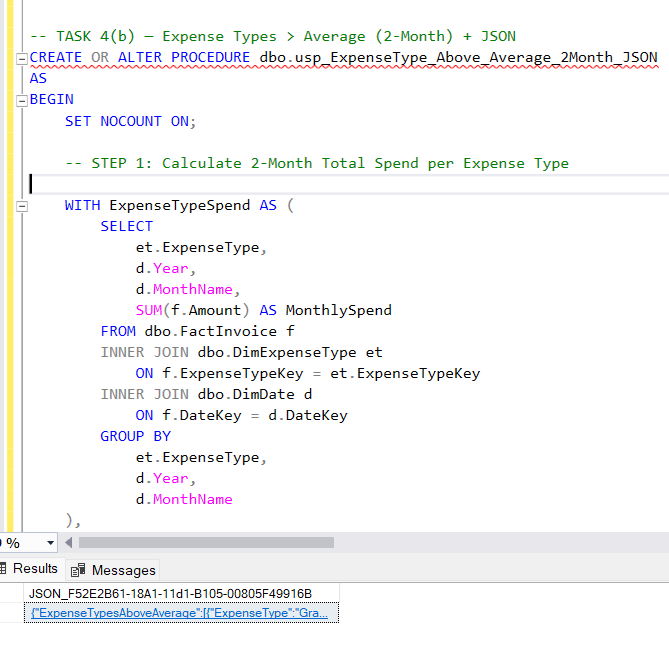 -- TASK 4(b) – Expense Types > Average (2-Month) + JSON
CREATE OR ALTER PROCEDURE dbo.usp_ExpenseType_Above_Average_2Month_JSON
AS
BEGIN
SET NOCOUNT ON;
-- STEP 1: Calculate 2-Month Total Spend per Expense Type
WITH ExpenseTypeSpend AS (
SELECT
et.ExpenseType,
d.Year,
d.MonthName,
SUM(f.Amount) AS MonthlySpend
FROM dbo.FactInvoice f
INNER JOIN dbo.DimExpenseType et
ON f.ExpenseTypeKey = et.ExpenseTypeKey
INNER JOIN dbo.DimDate d
ON f.DateKey = d.DateKey
GROUP BY
et.ExpenseType,
d.Year,
d.MonthName
),
%
Results Messages
JSON_F52E2B61-18A1-11d1-B105-00805F49916B
{"ExpenseTypesAboveAverage":[{"ExpenseType":"Gra...